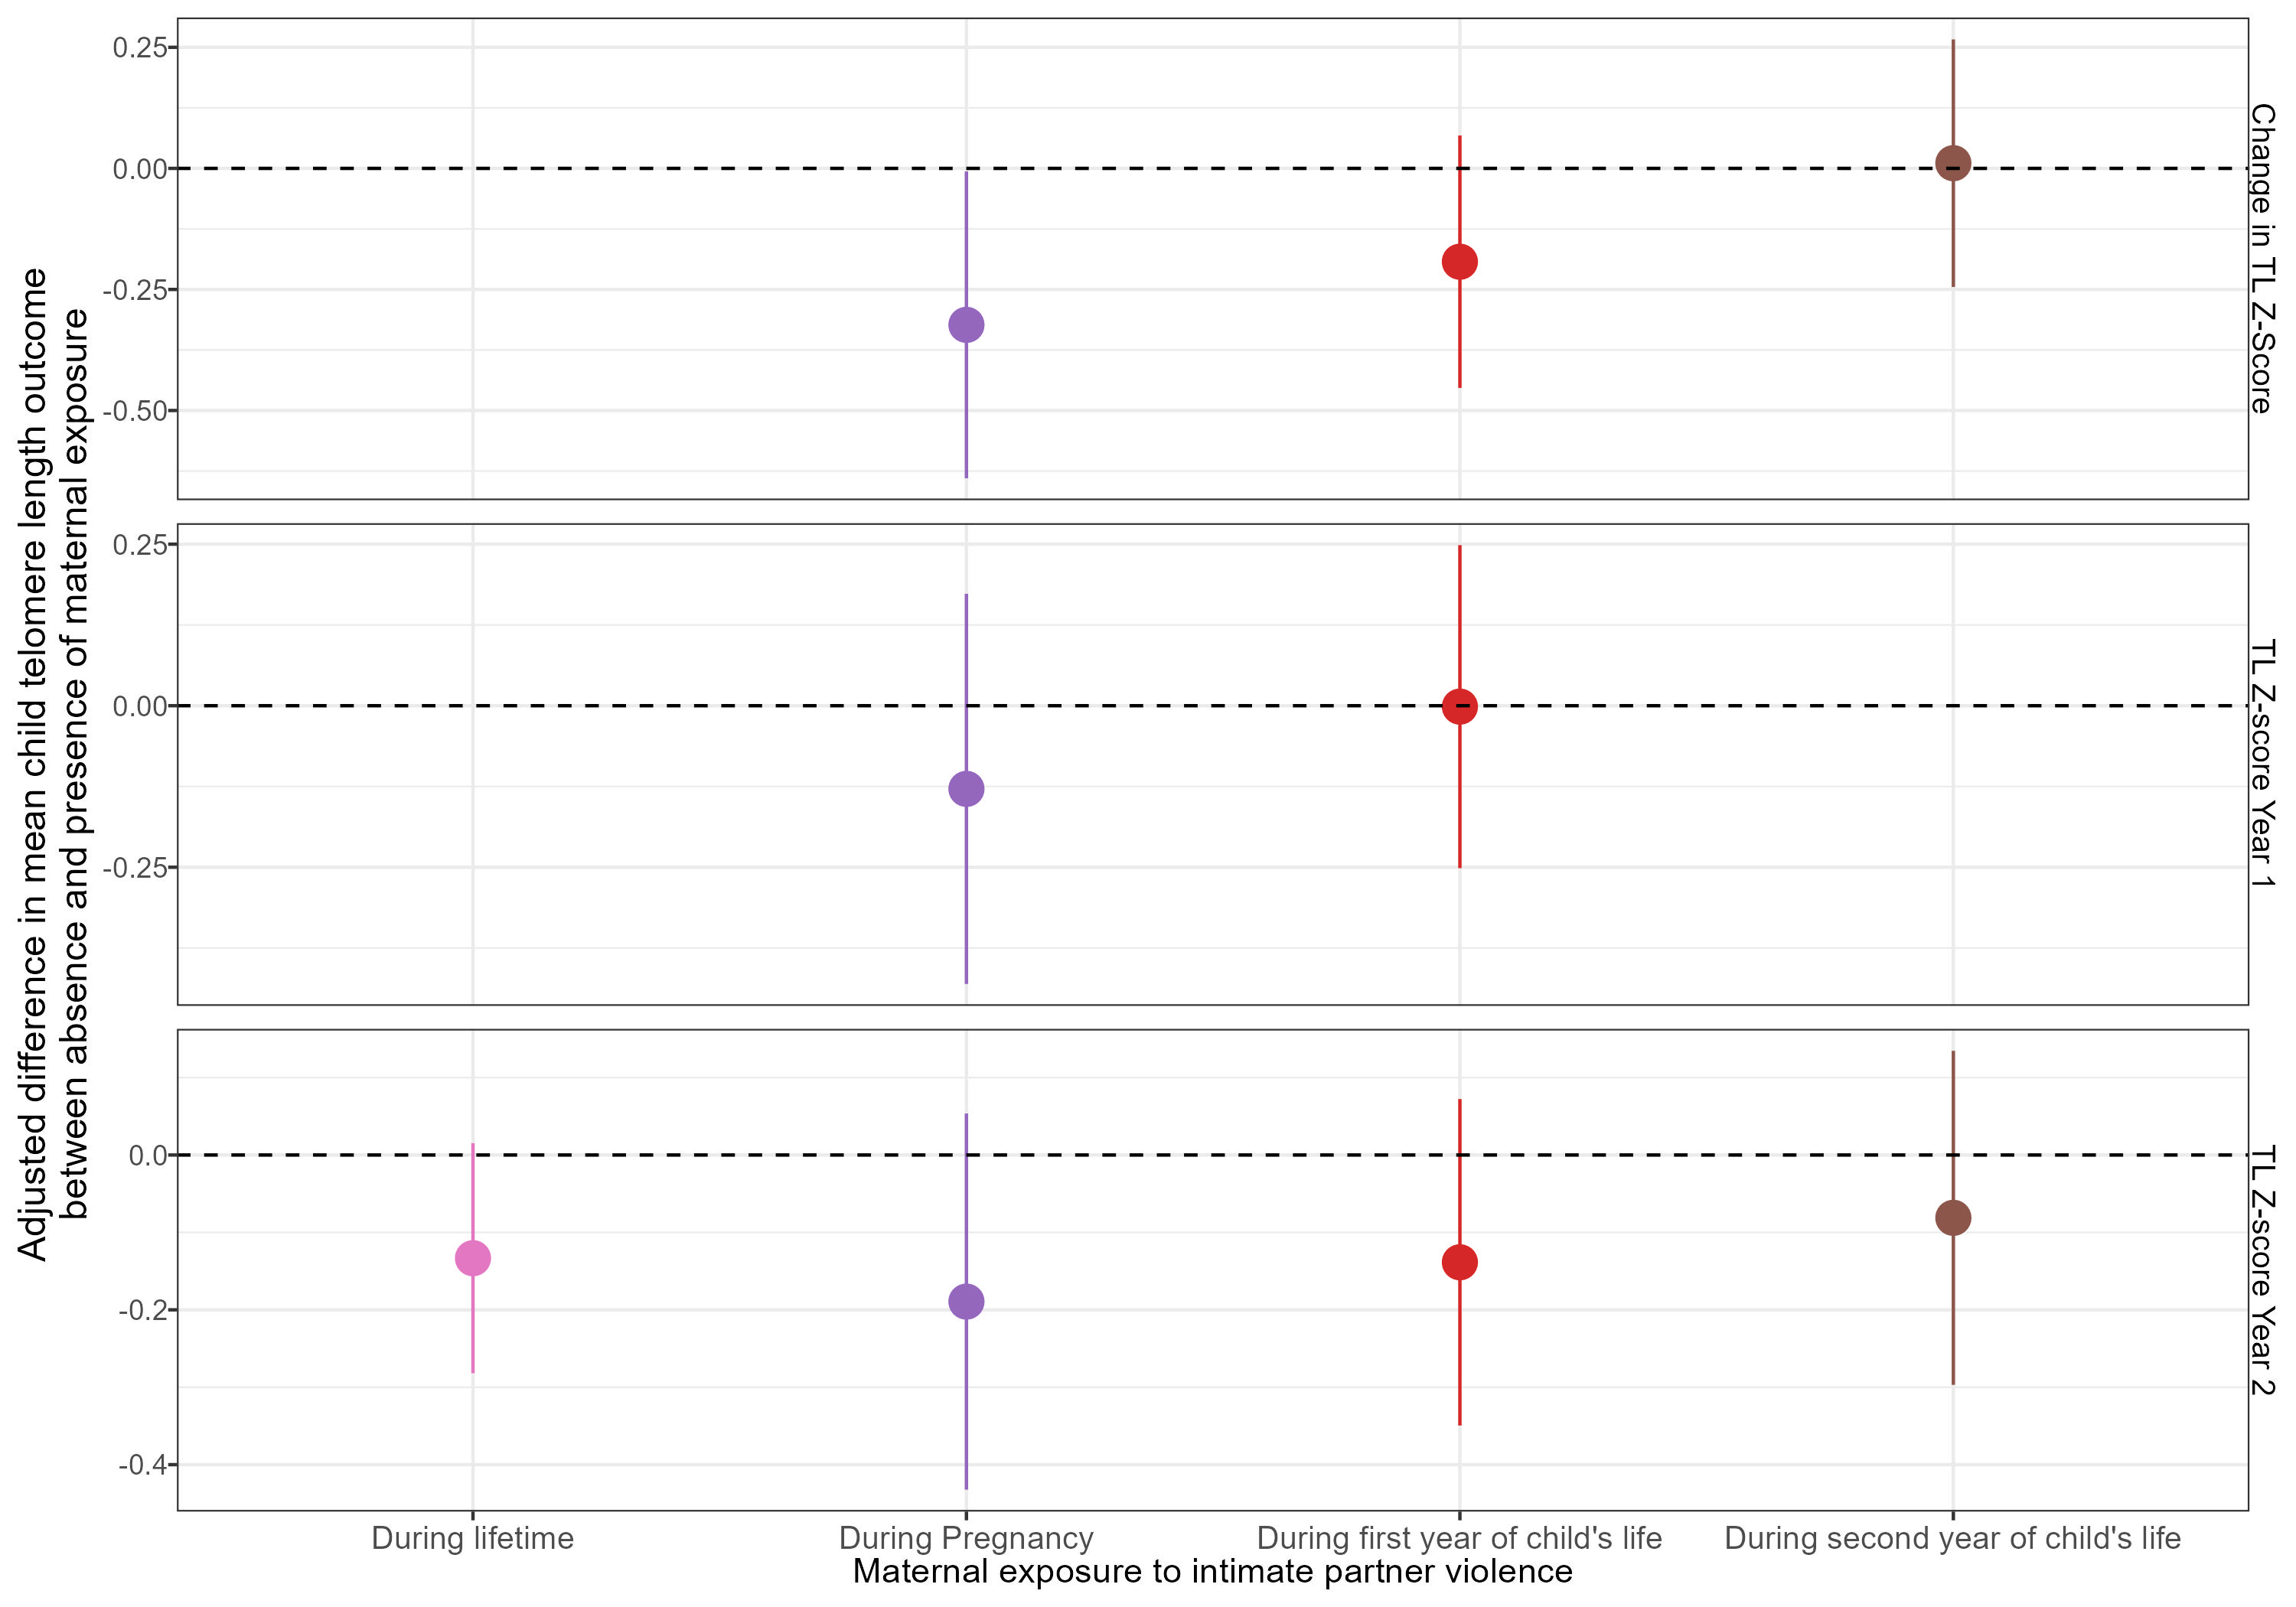 Adjusted difference in mean child telomere length outcome
between absence and presence of maternal exposure
0.25
0.00
-0.25
-0.50
Change in TL Z-Score
0.25
0.00
-0.25
TL Z-score Year 1
0.0
-0.2
-0.4
TL Z-score Year 2
During lifetime
During Pregnancy
During first year of child's life
During second year of child's life
Maternal exposure to intimate partner violence